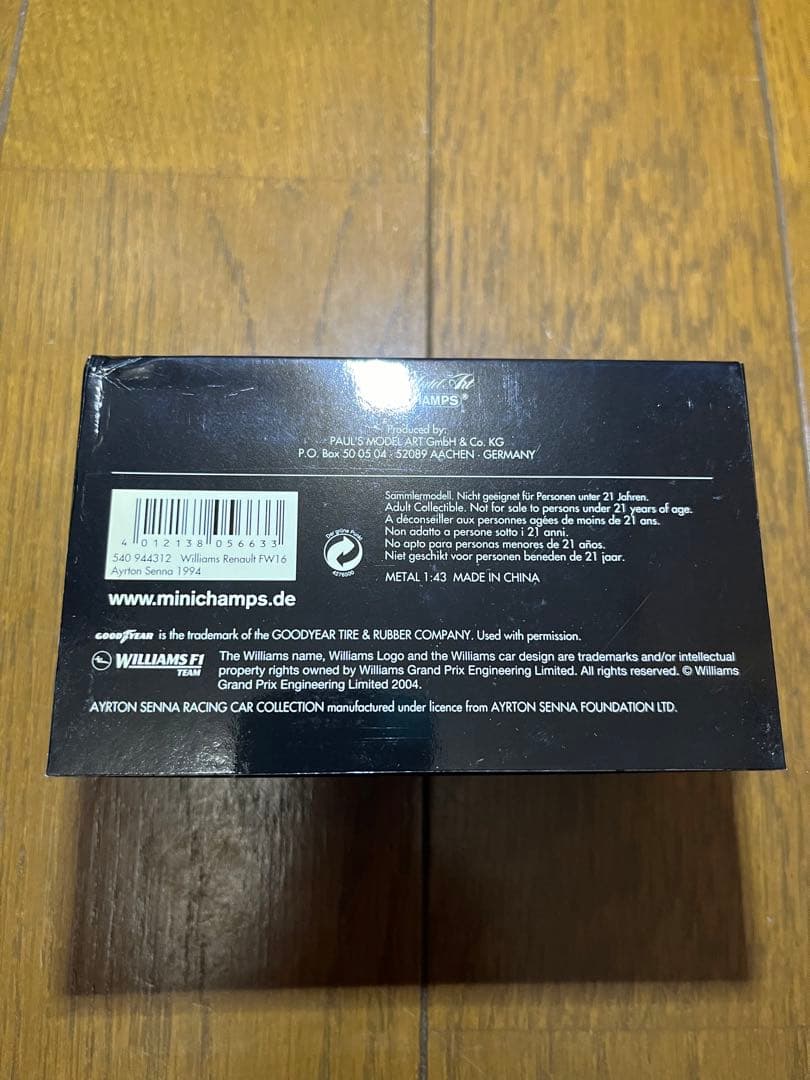 Model Art
CHAMPS®
Produced by:
PAUL'S MODEL ART GmbH & Co. KG
P.O. Box 50 05 04 · 52089 AACHEN · GERMANY
4 012138 056633
540 944312 Williams Renault FW16
Ayrton Senna 1994
www.minichamps.de
Der grüne Punkt
4276500
Sammlermodell. Nicht geeignet für Personen unter 21 Jahren.
Adult Collectible. Not for sale to persons under 21 years of age.
A déconseiller aux personnes agées de moins de 21 ans.
Non adatto a persone sotto i 21 anni.
No apto para personas menores de 21 años.
Niet geschikt voor personen beneden de 21 jaar.
METAL 1:43 MADE IN CHINA
GOODYEAR is the trademark of the GOODYEAR TIRE & RUBBER COMPANY. Used with permission.
WILLIAMS F1
TEAM
The Williams name, Williams Logo and the Williams car design are trademarks and/or intellectual
property rights owned by Williams Grand Prix Engineering Limited. All rights reserved. © Williams
Grand Prix Engineering Limited 2004.
AYRTON SENNA RACING CAR COLLECTION manufactured under licence from AYRTON SENNA FOUNDATION LTD.